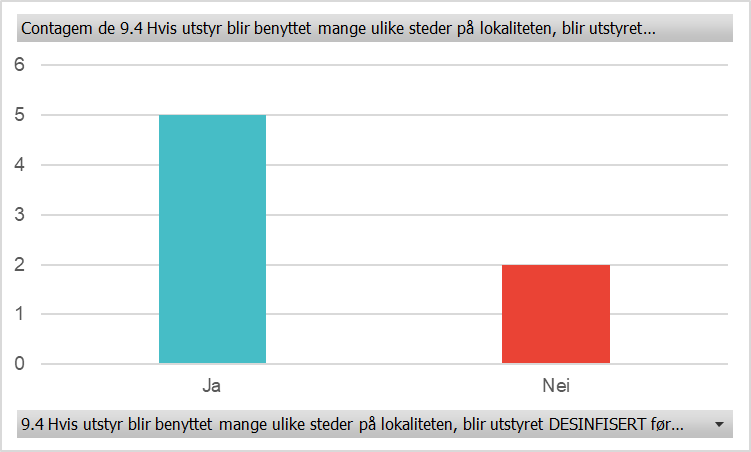 Contagem de 9.4 Hvis utstyr blir benyttet mange ulike steder på lokaliteten, blir utstyret...
6
5
4
3
2
1
0
Ja Nei
9.4 Hvis utstyr blir benyttet mange ulike steder på lokaliteten, blir utstyret DESINFISERT før...